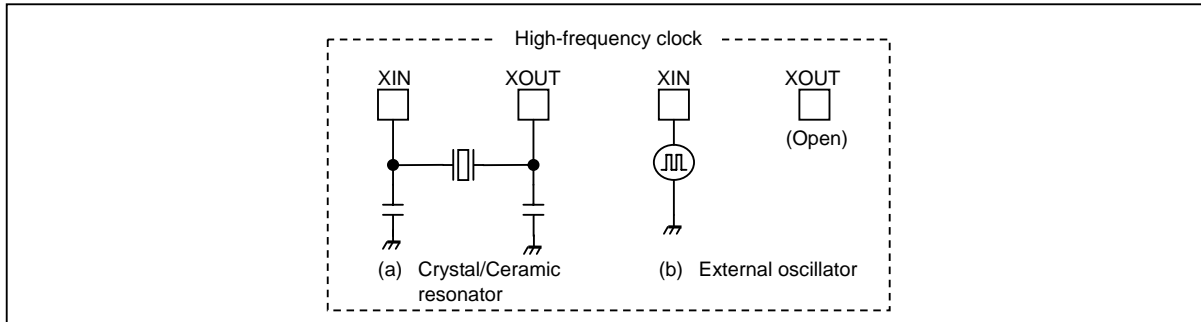 High-frequency clock
XIN
XOUT
XIN
XOUT
(Open)
(a) Crystal/Ceramic
resonator
(b) External oscillator